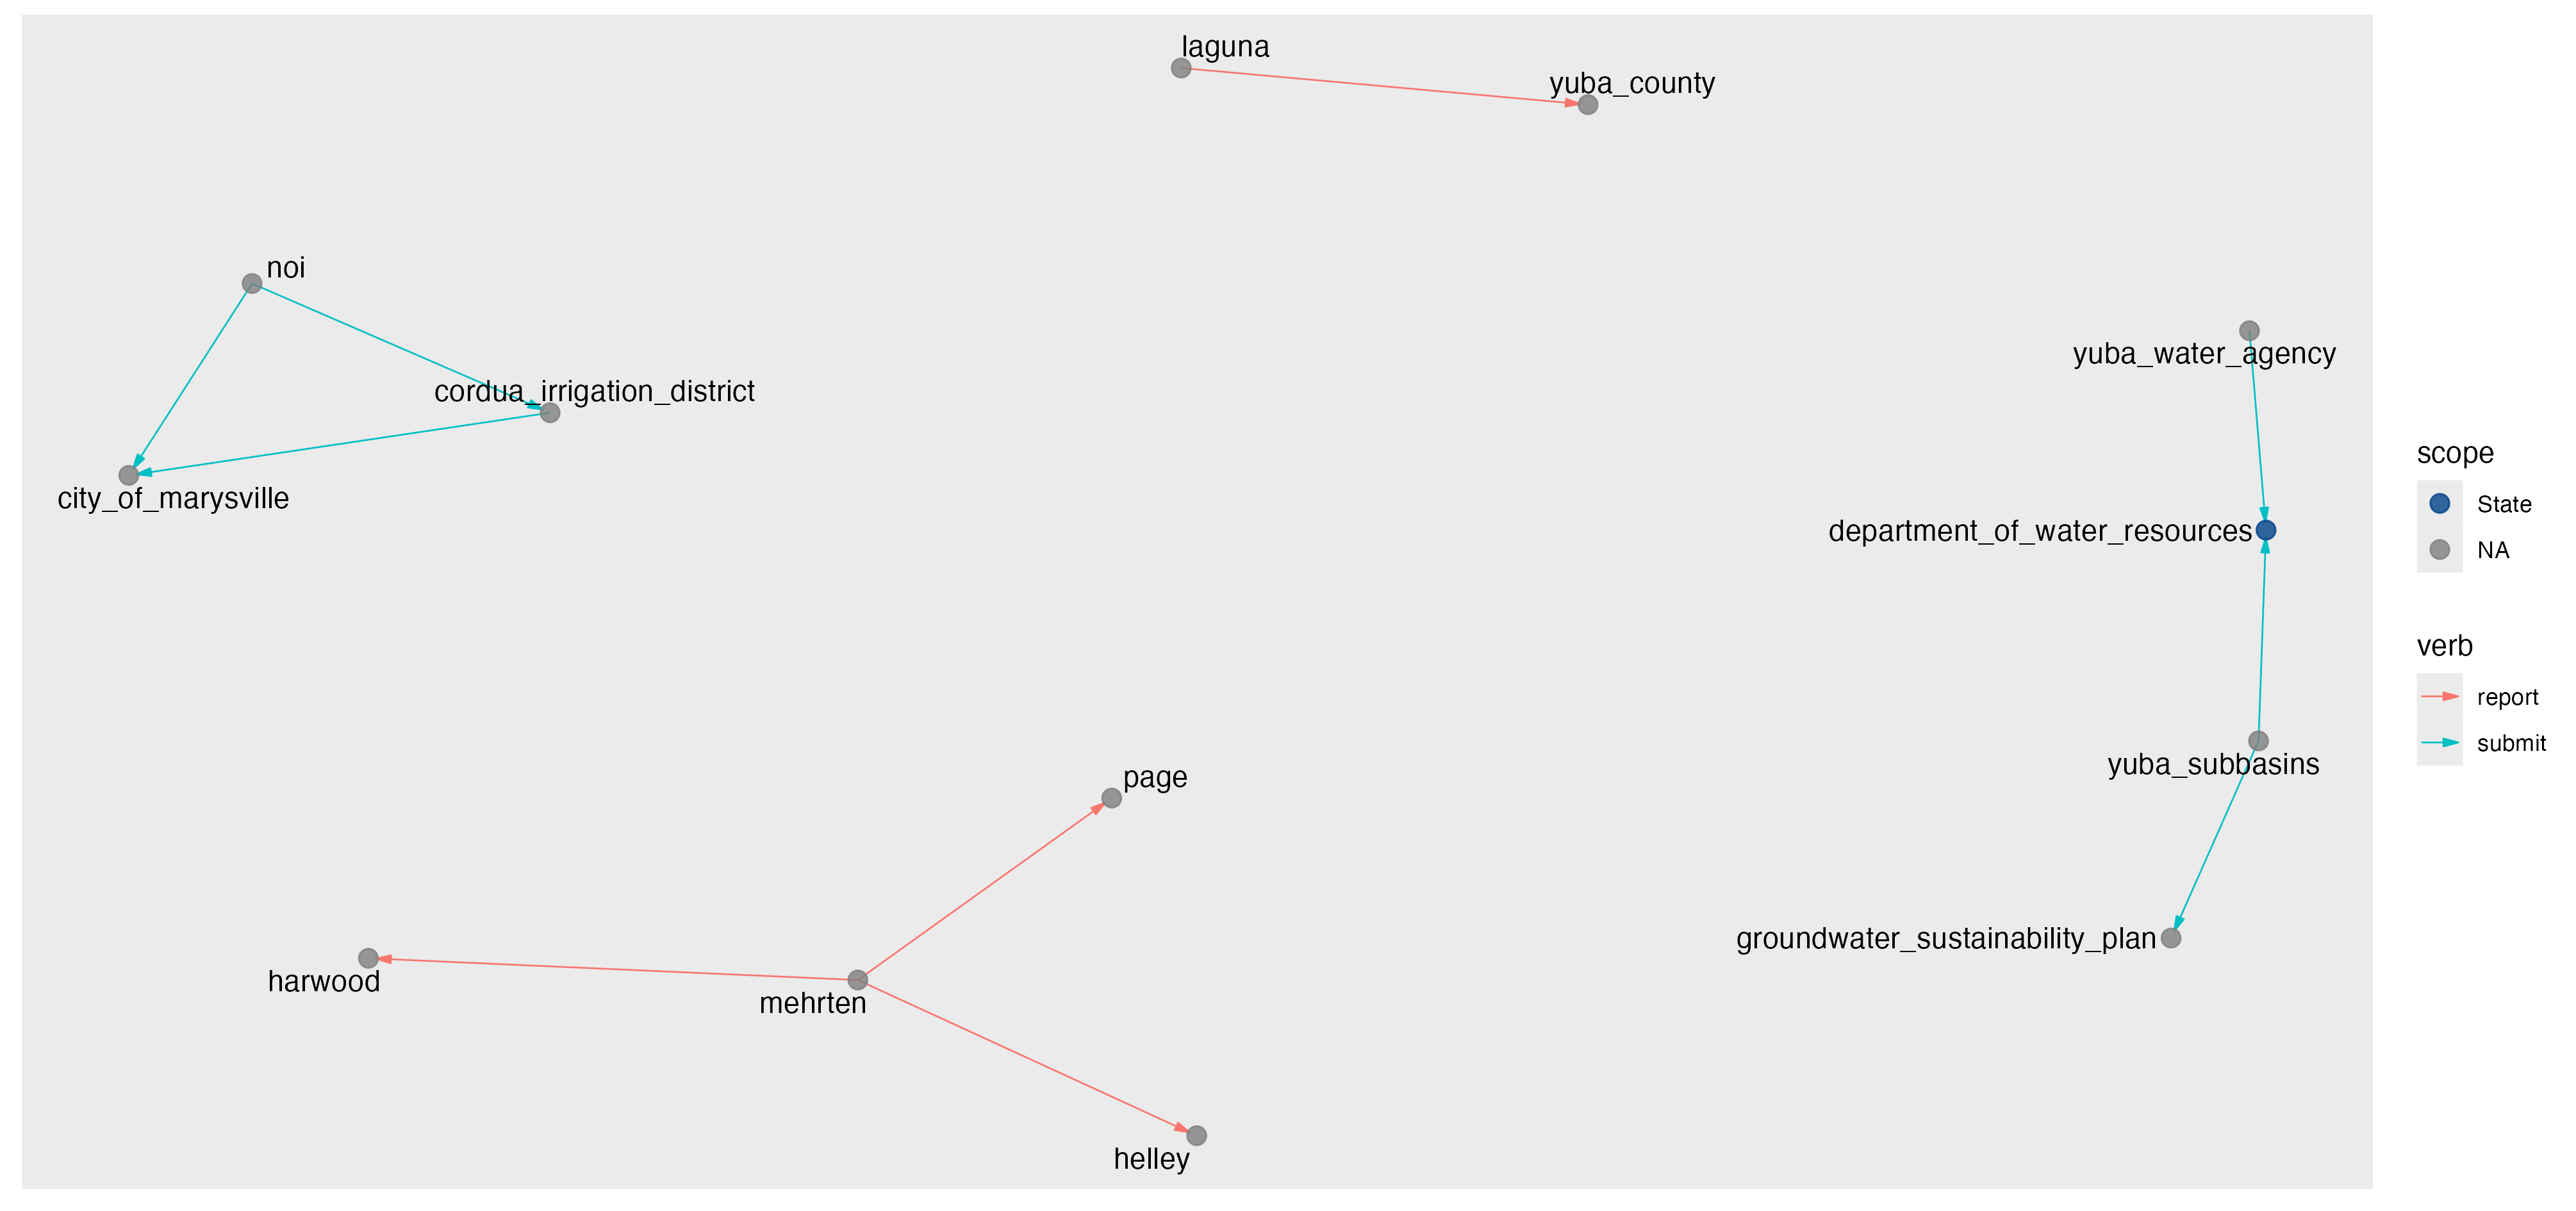 laguna
yuba_county
noi
yuba_water_agency
cordua_irrigation_district
city_of_marysville
department_of_water_resources
yuba_subbasins
page
groundwater_sustainability_plan
harwood
mehrten
helley
scope
State
NA
verb
report
submit